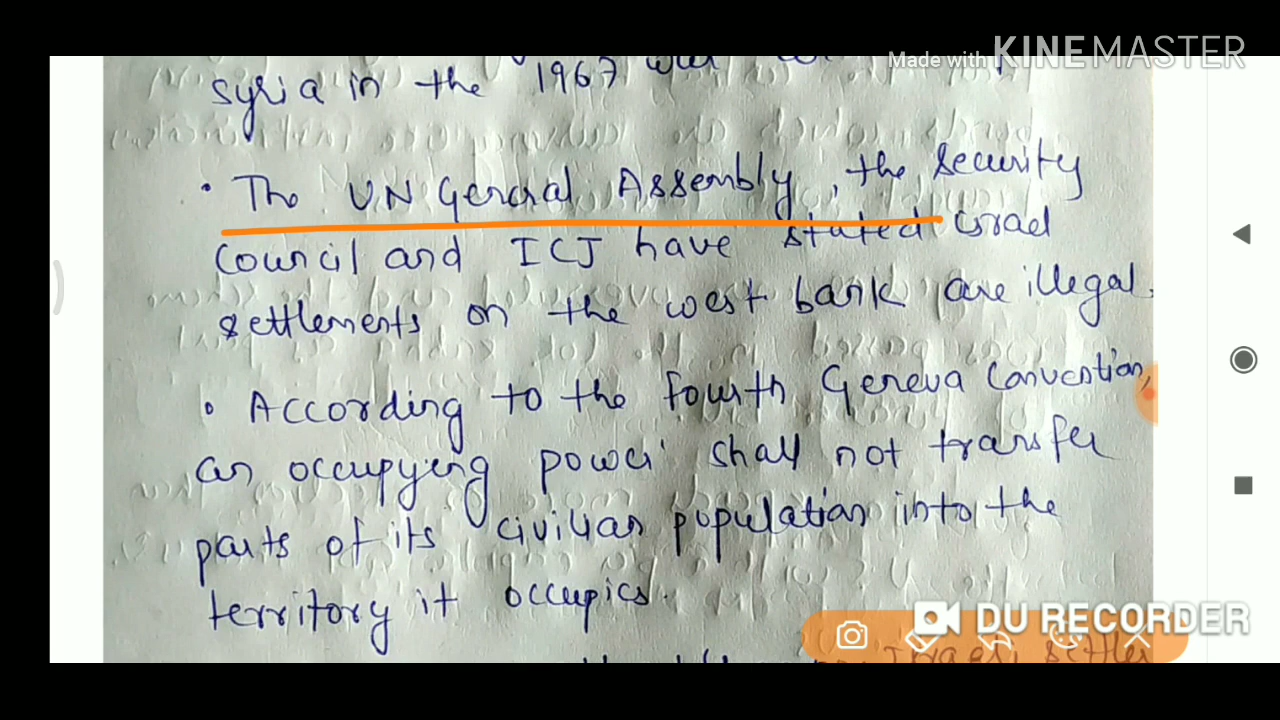 Made with KINEMASTER
Syria in the 1967 war
• The UN General Assembly, the security
Council and ICJ have stated israel
settlements on the west bank are illegal.
• According to the Fourth Geneva Convention,
an occupying power shall not transfer
parts of its civilian population into the
territory it occupies.
DU RECORDER